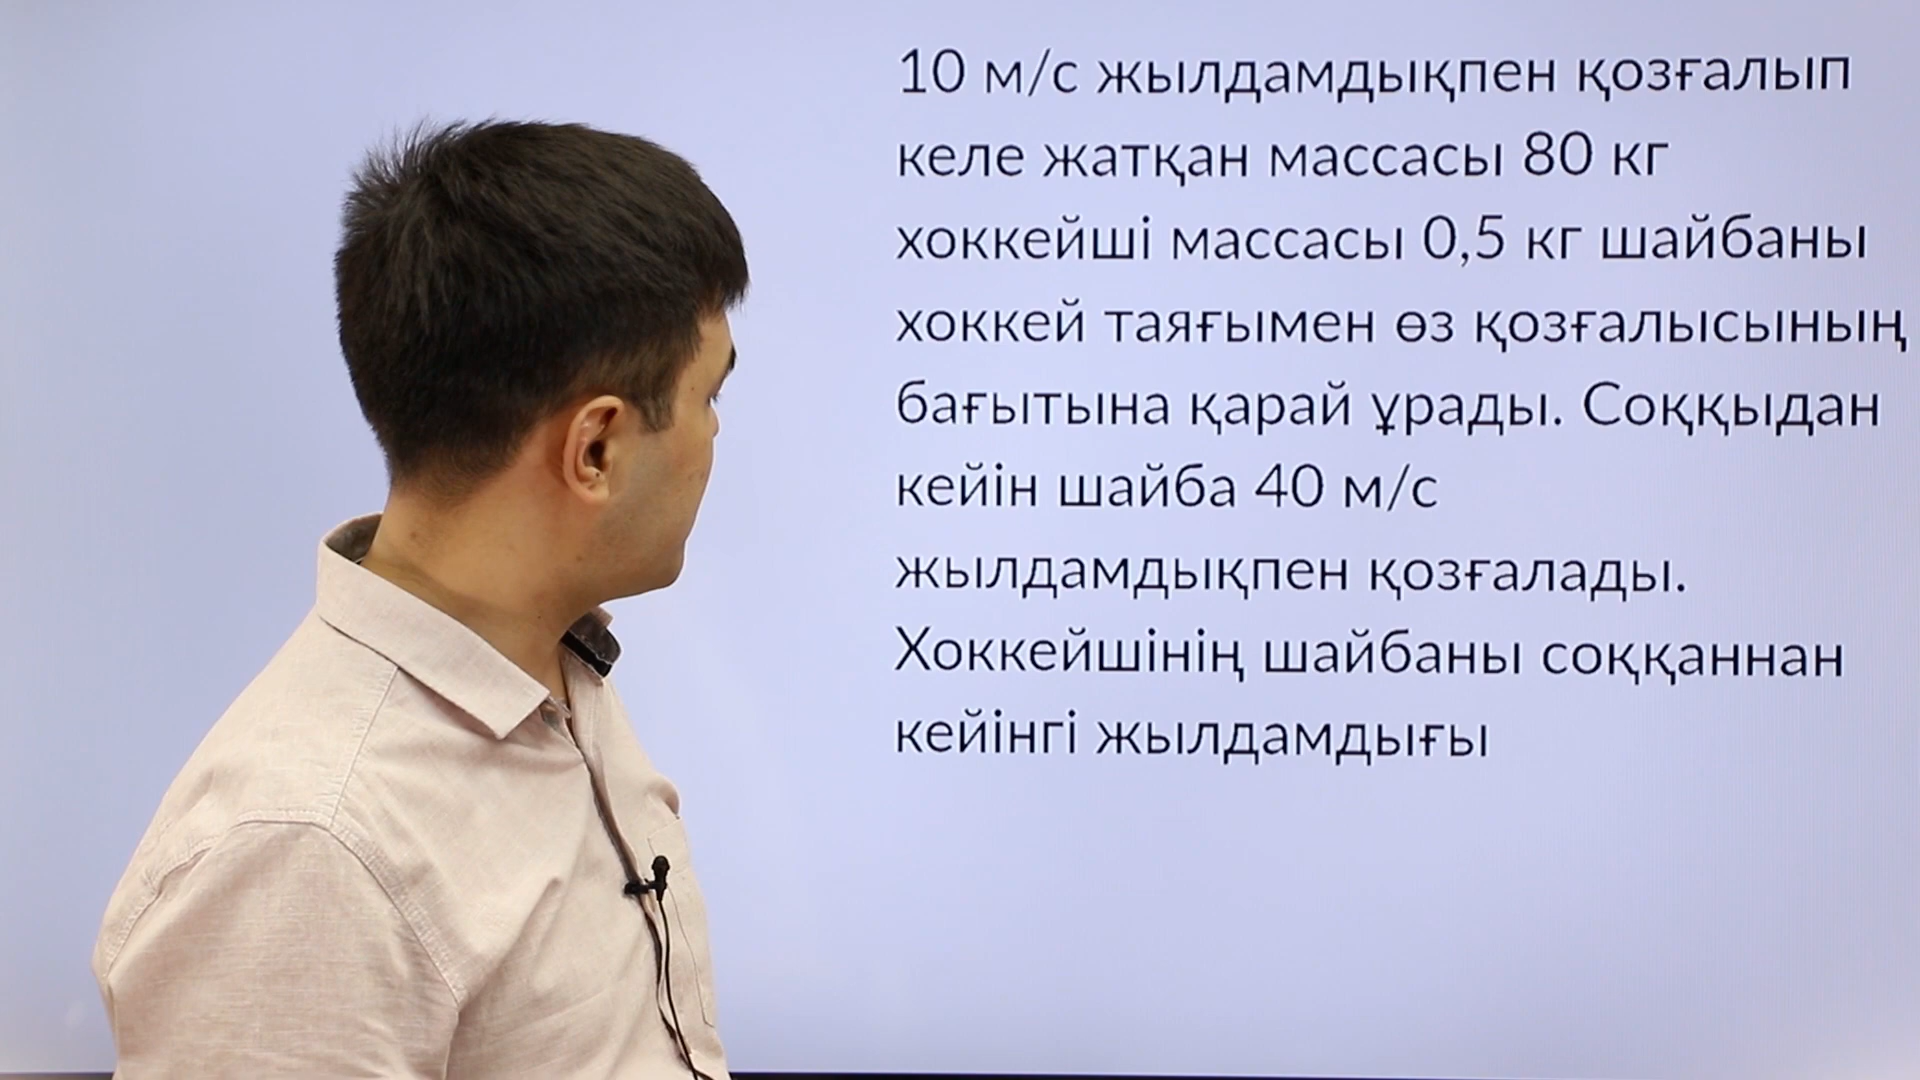 10 м/с жылдамдықпен қозғалып
келе жатқан массасы 80 кг
хоккейші массасы 0,5 кг шайбаны
хоккей таяғымен өз қозғалысының
бағытына қарай ұрады. Соққыдан
кейін шайба 40 м/с
жылдамдықпен қозғалады.
Хоккейшінің шайбаны соққаннан
кейінгі жылдамдығы